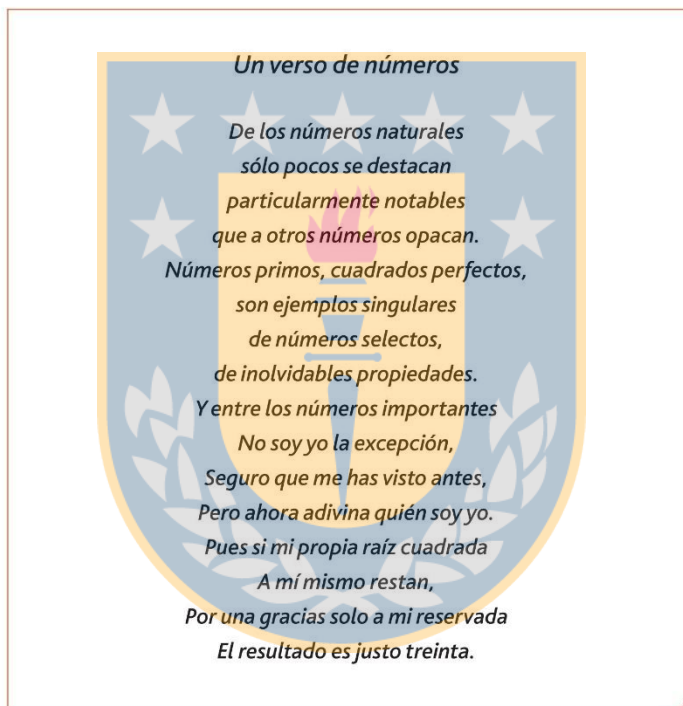 Un verso de números
De los números naturales
sólo pocos se destacan
particularmente notables
que a otros números opacan.
Números primos, cuadrados perfectos,
son ejemplos singulares
de números selectos,
de inolvidables propiedades.
Y entre los números importantes
No soy yo la excepción,
Seguro que me has visto antes,
Pero ahora adivina quién soy yo.
Pues si mi propia raíz cuadrada
A mí mismo restan,
Por una gracias solo a mi reservada
El resultado es justo treinta.